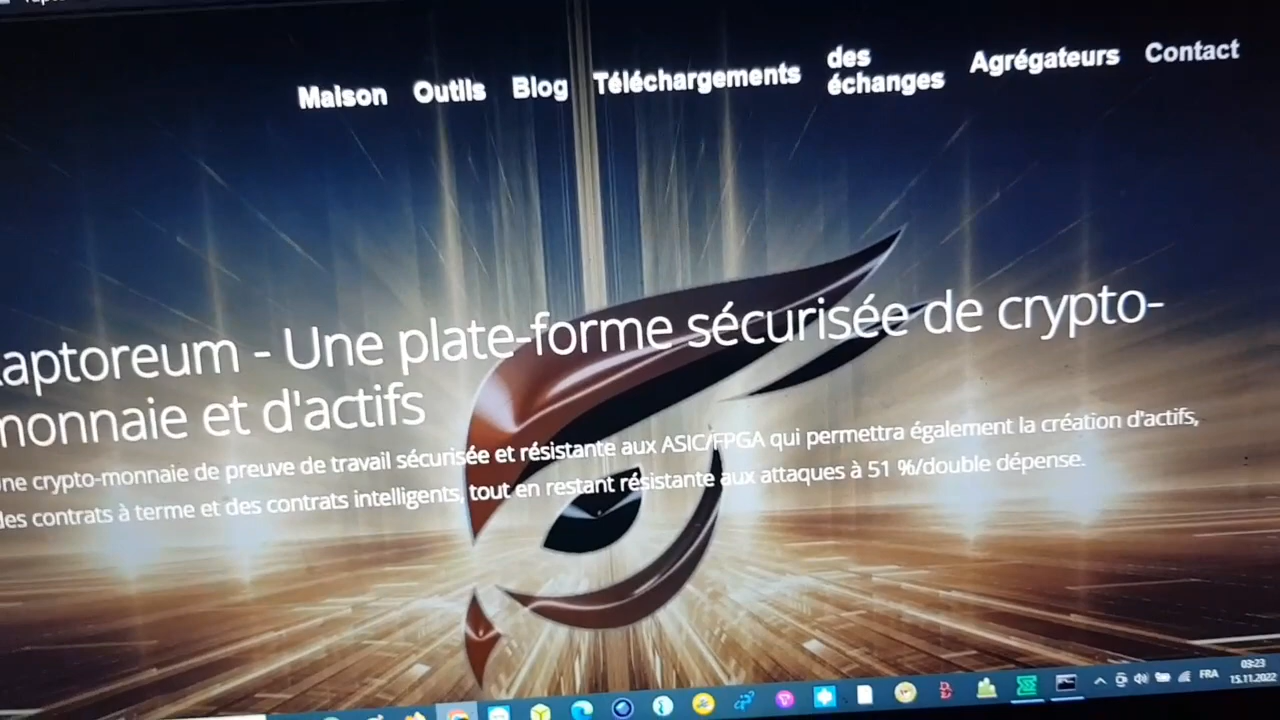 Maison Outils Blog Téléchargements des échanges Agrégateurs Contact
aptoreum - Une plate-forme sécurisée de crypto-
monnaie et d'actifs
ne crypto-monnaie de preuve de travail sécurisée et résistante aux ASIC/FPGA qui permettra également la création d'actifs,
des contrats à terme et des contrats intelligents, tout en restant résistante aux attaques à 51 %/double dépense.
FRA
03:23
15.11.2022